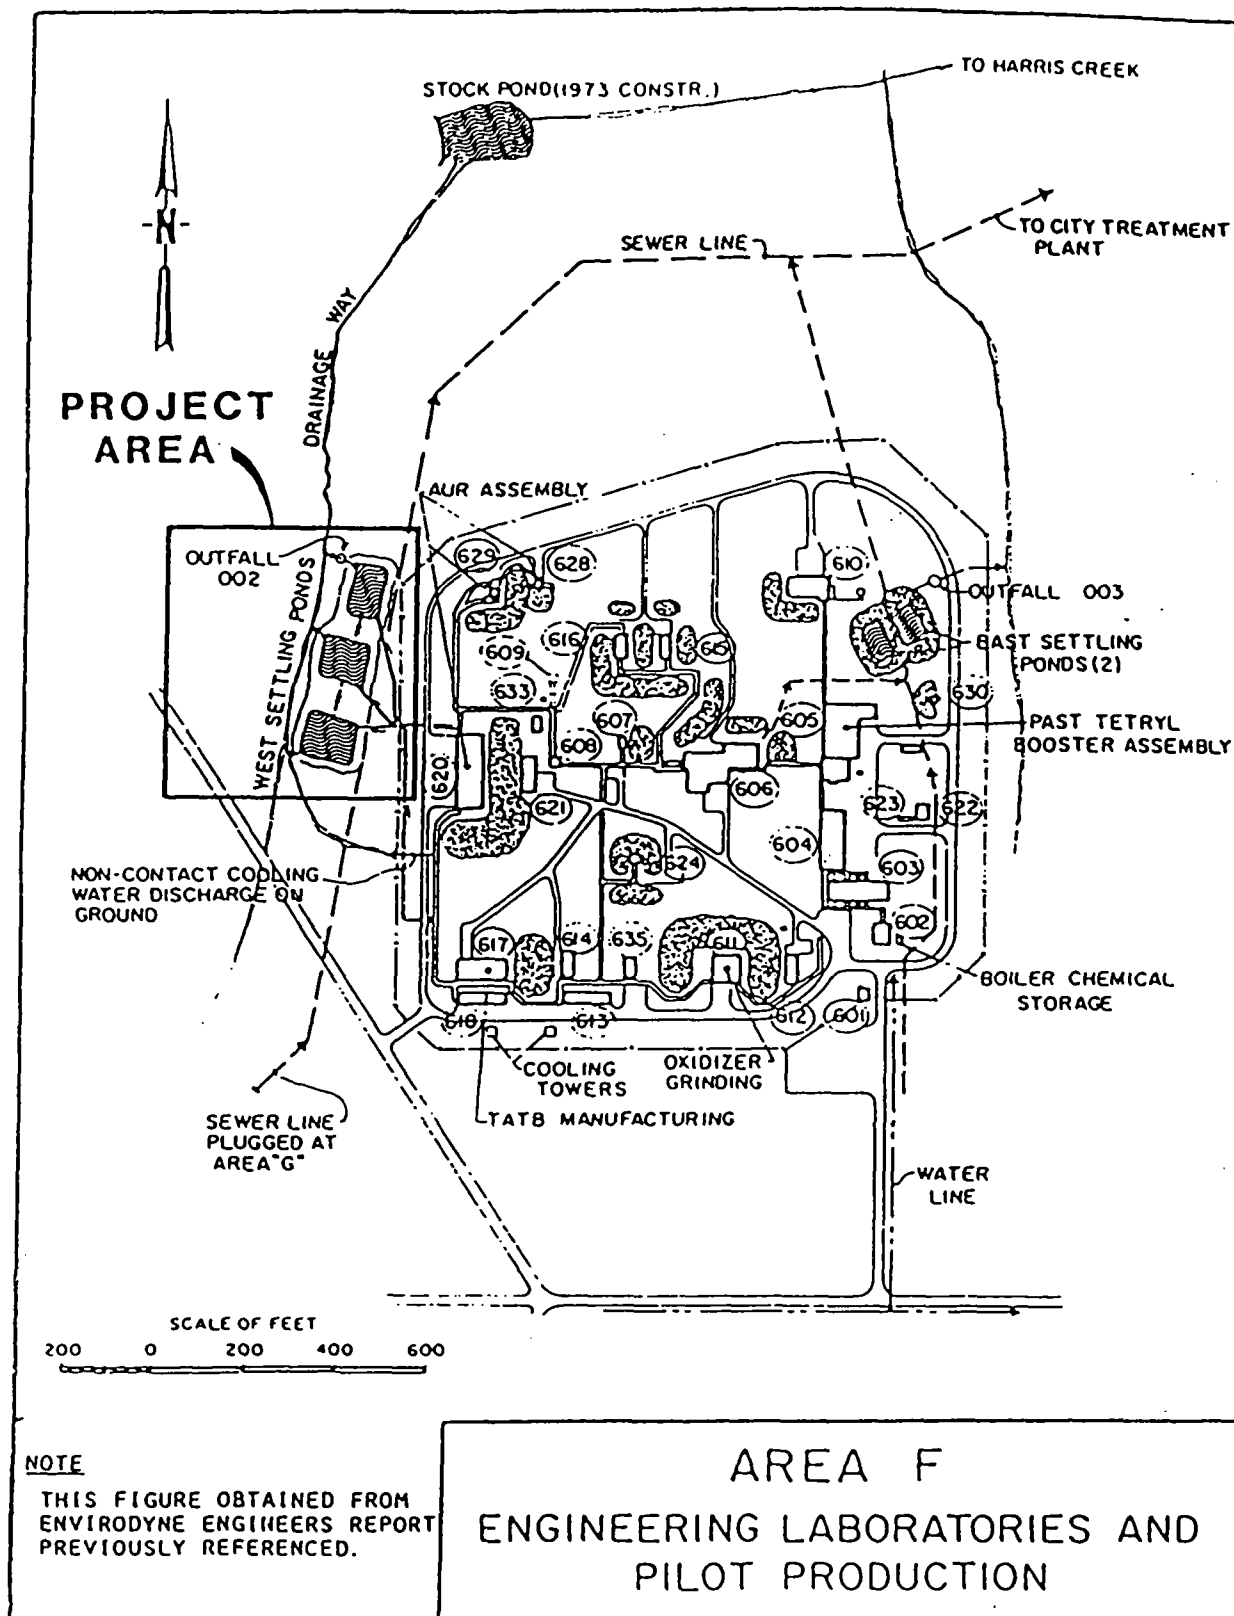 TO HARRIS CREEK
STOCK POND(1973 CONSTR.)
N
TO CITY TREATMENT
PLANT
SEWER LINE
DRAINAGE WAY
PROJECT
AREA
AUR ASSEMBLY
OUTFALL
002
629
628
610
OUTFALL 003
WEST SETTLING PONDS
616
609
615
EAST SETTLING
PONDS(2)
633
630
607
605
PAST TETRYL
BOOSTER ASSEMBLY
608
620
606
621
623
622
604
624
603
NON-CONTACT COOLING
WATER DISCHARGE ON
GROUND
602
617
614
635
611
BOILER CHEMICAL
STORAGE
618
613
612
601
COOLING
TOWERS
OXIDIZER
GRINDING
TATB MANUFACTURING
SEWER LINE
PLUGGED AT
AREA "G"
WATER
LINE
SCALE OF FEET
200 0 200 400 600
NOTE
THIS FIGURE OBTAINED FROM
ENVIRODYNE ENGINEERS REPORT
PREVIOUSLY REFERENCED.
AREA F
ENGINEERING LABORATORIES AND
PILOT PRODUCTION